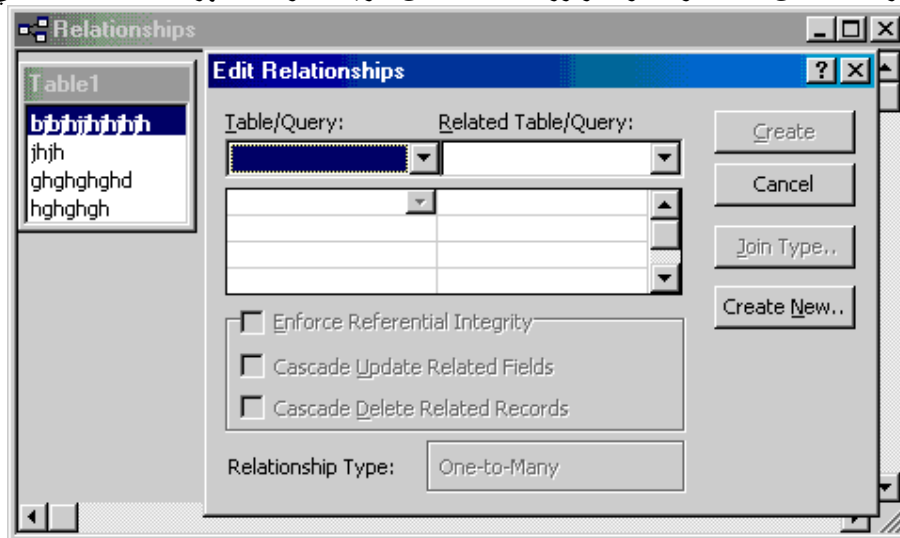 Relationships
Table1
bjbjhjjhjhjhjh
jhjh
ghghghghd
hghghgh
Edit Relationships
Table/Query: Related Table/Query:
Create
Cancel
Join Type..
Create New..
Enforce Referential Integrity
Cascade Update Related Fields
Cascade Delete Related Records
Relationship Type: One-to-Many